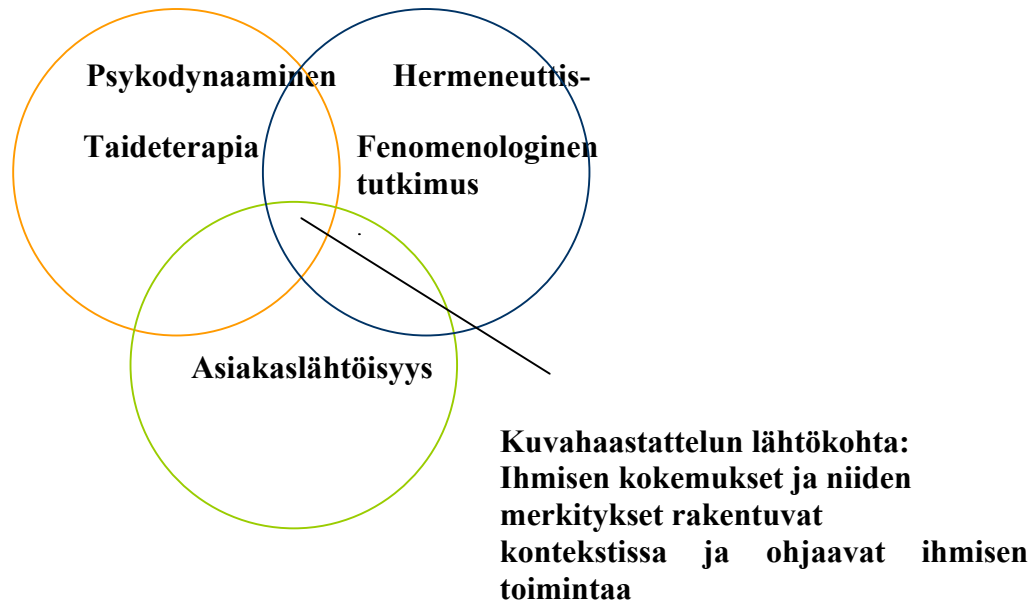 Psykodynaaminen
Taideterapia
Hermeneuttis-
Fenomenologinen
tutkimus
Asiakaslähtöisyys
Kuvahaastattelun lähtökohta:
Ihmisen kokemukset ja niiden
merkitykset rakentuvat
kontekstissa ja ohjaavat ihmisen
toimintaa